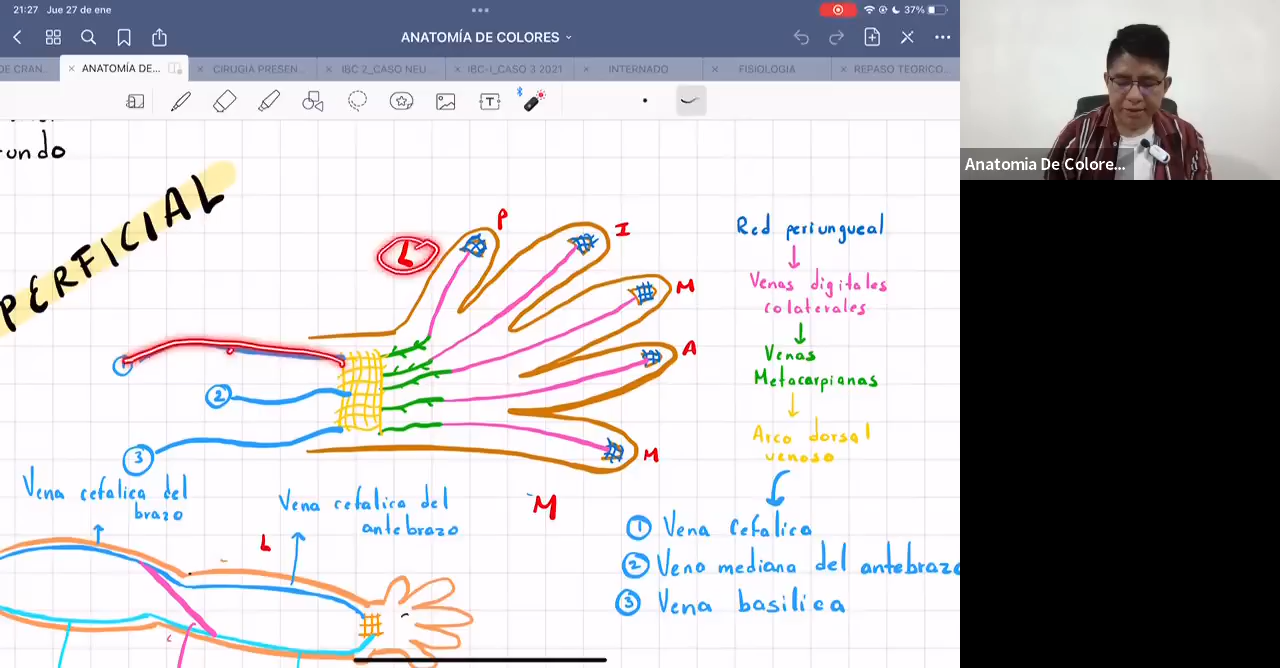 21:27 Jue 27 de ene
37%
ANATOMÍA DE COLORES
DE CRAN...
ANATOMÍA DE...
CIRUGIA PRESEN...
IBC 2_CASO NEU...
IBC-I_CASO 3 2021
INTERNADO
FISIOLOGIA
REPASO TEORICO...
Anatomia De Colore...
undo
PERFICIAL
L
P
I
M
A
M
M
1
2
3
Red periungueal
Venas digitales
colaterales
Venas
Metacarpianas
Arco dorsal
venoso
1 Vena Cefalica
2 Vena mediana del antebrazo
3 Vena basilica
Vena cefalica del
brazo
Vena cefalica del
antebrazo
L